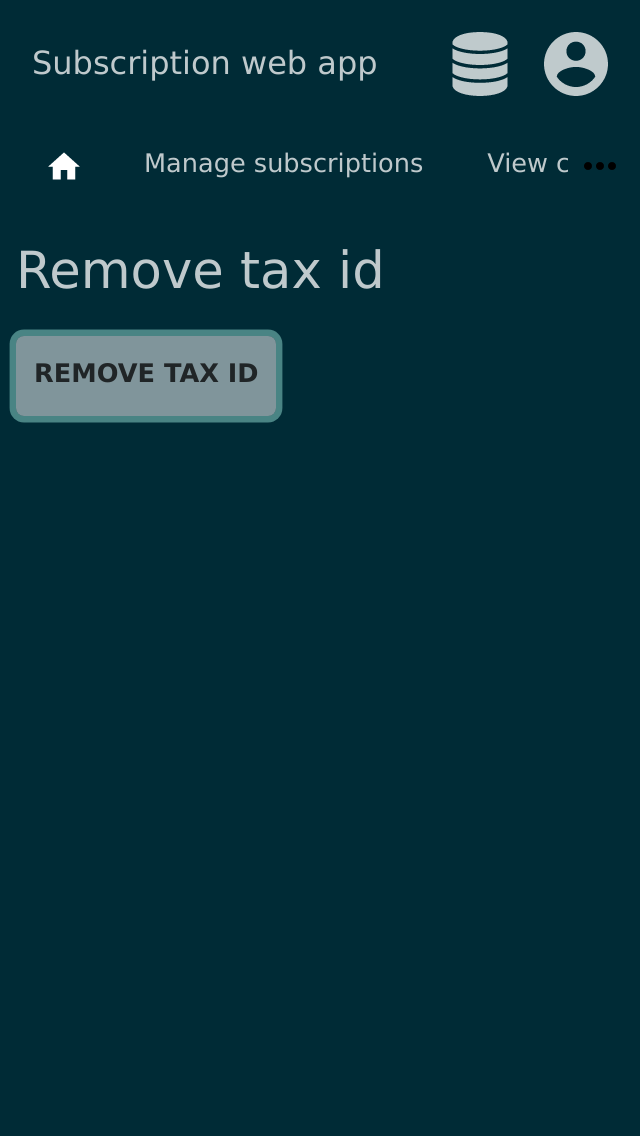 Subscription web app
Manage subscriptions View c
Remove tax id
REMOVE TAX ID